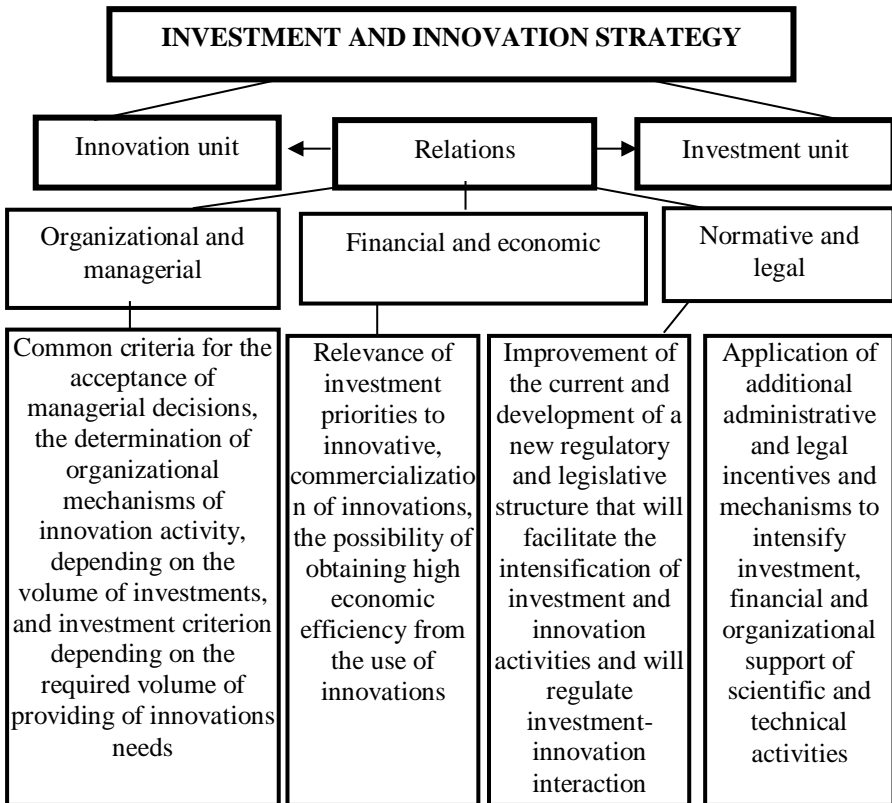 INVESTMENT AND INNOVATION STRATEGY
Innovation unit
Relations
Investment unit
Organizational and
managerial
Financial and economic
Normative and
legal
Common criteria for the
acceptance of
managerial decisions,
the determination of
organizational
mechanisms of
innovation activity,
depending on the
volume of investments,
and investment criterion
depending on the
required volume of
providing of innovations
needs
Relevance of
investment
priorities to
innovative,
commercializatio
n of innovations,
the possibility of
obtaining high
economic
efficiency from
the use of
innovations
Improvement of
the current and
development of a
new regulatory
and legislative
structure that will
facilitate the
intensification of
investment and
innovation
activities and will
regulate
investment-
innovation
interaction
Application of
additional
administrative
and legal
incentives and
mechanisms to
intensify
investment,
financial and
organizational
support of
scientific and
technical
activities